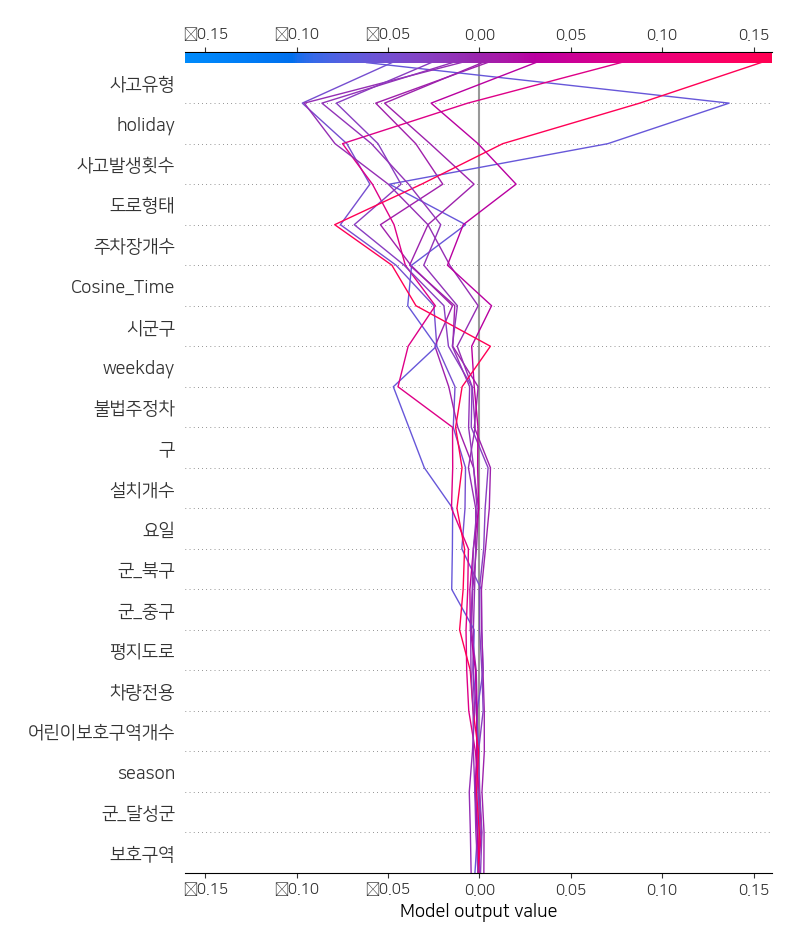 ☒0.15 ☒0.10 ☒0.05 0.00 0.05 0.10 0.15
사고유형
holiday
사고발생횟수
도로형태
주차장개수
Cosine_Time
시군구
weekday
불법주정차
구
설치개수
요일
군_북구
군_중구
평지도로
차량전용
어린이보호구역개수
season
군_달성군
보호구역
☒0.15 ☒0.10 ☒0.05 0.00 0.05 0.10 0.15
Model output value